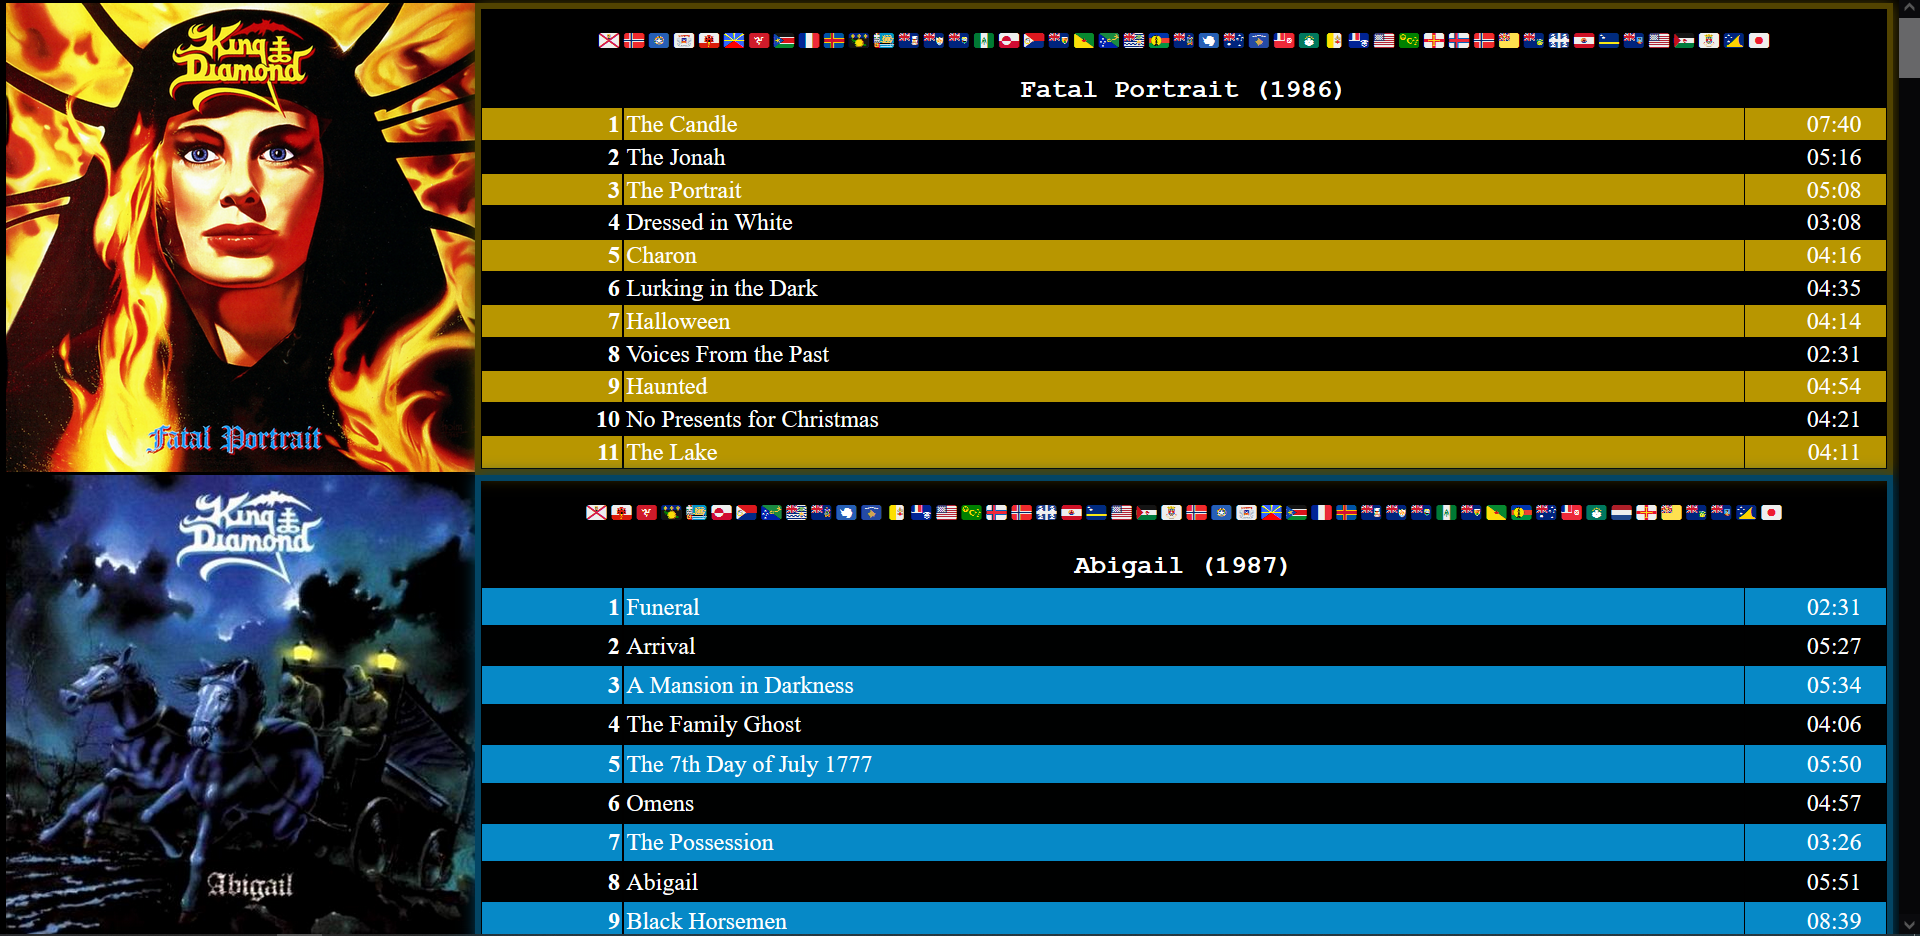 King
Diamond
Fatal Portrait
Fatal Portrait (1986)
1 The Candle 07:40
2 The Jonah 05:16
3 The Portrait 05:08
4 Dressed in White 03:08
5 Charon 04:16
6 Lurking in the Dark 04:35
7 Halloween 04:14
8 Voices From the Past 02:31
9 Haunted 04:54
10 No Presents for Christmas 04:21
11 The Lake 04:11
King
Diamond
Abigail
Abigail (1987)
1 Funeral 02:31
2 Arrival 05:27
3 A Mansion in Darkness 05:34
4 The Family Ghost 04:06
5 The 7th Day of July 1777 05:50
6 Omens 04:57
7 The Possession 03:26
8 Abigail 05:51
9 Black Horsemen 08:39